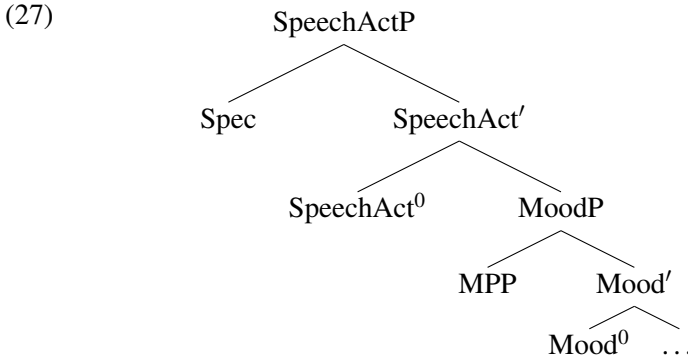 (27) SpeechActP
Spec SpeechAct′
SpeechAct⁰ MoodP
MPP Mood′
Mood⁰ ...